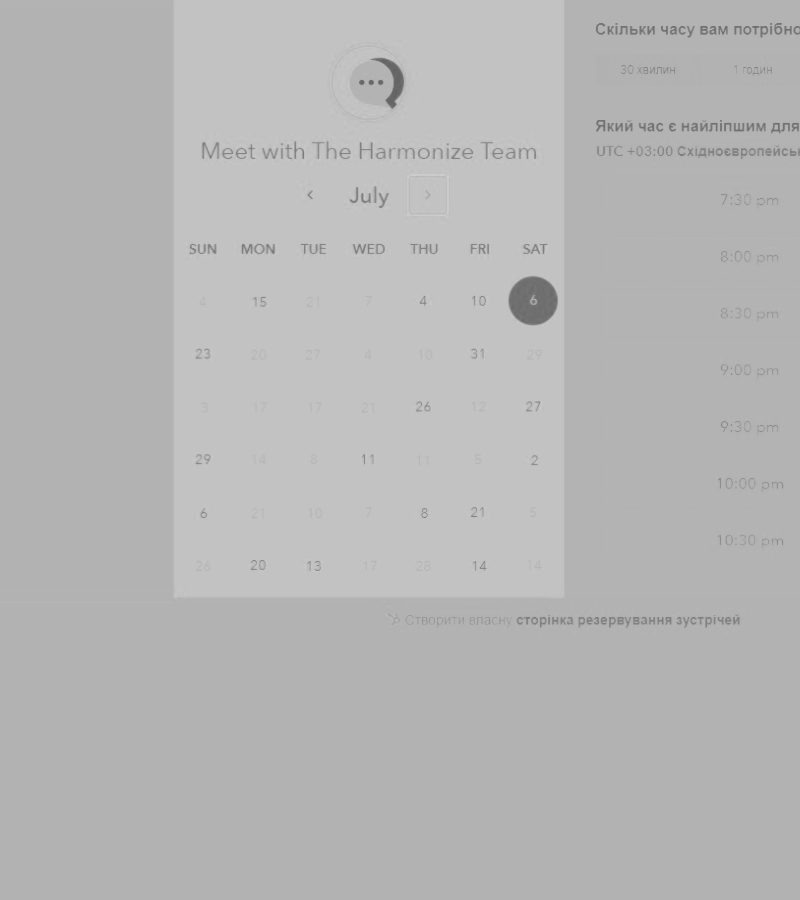 Meet with The Harmonize Team
July
SUN MON TUE WED THU FRI SAT
4 15 21 7 4 10 6
23 20 27 4 10 31 29
3 17 17 21 26 12 27
29 14 8 11 11 5 2
6 21 10 7 8 21 5
26 20 13 17 28 14 14
Скільки часу вам потрібно
30 хвилин 1 годин
Який час є найліпшим для
UTC +03:00 Східноєвропейсь
7:30 pm
8:00 pm
8:30 pm
9:00 pm
9:30 pm
10:00 pm
10:30 pm
Створити власну сторінка резервування зустрічей